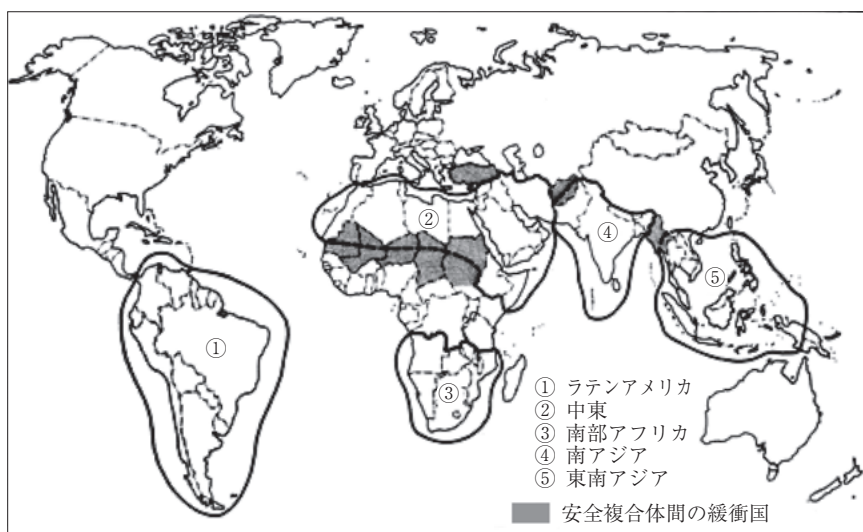 ②
④
⑤
①
③
① ラテンアメリカ
② 中東
③ 南部アフリカ
④ 南アジア
⑤ 東南アジア
安全複合体間の緩衝国